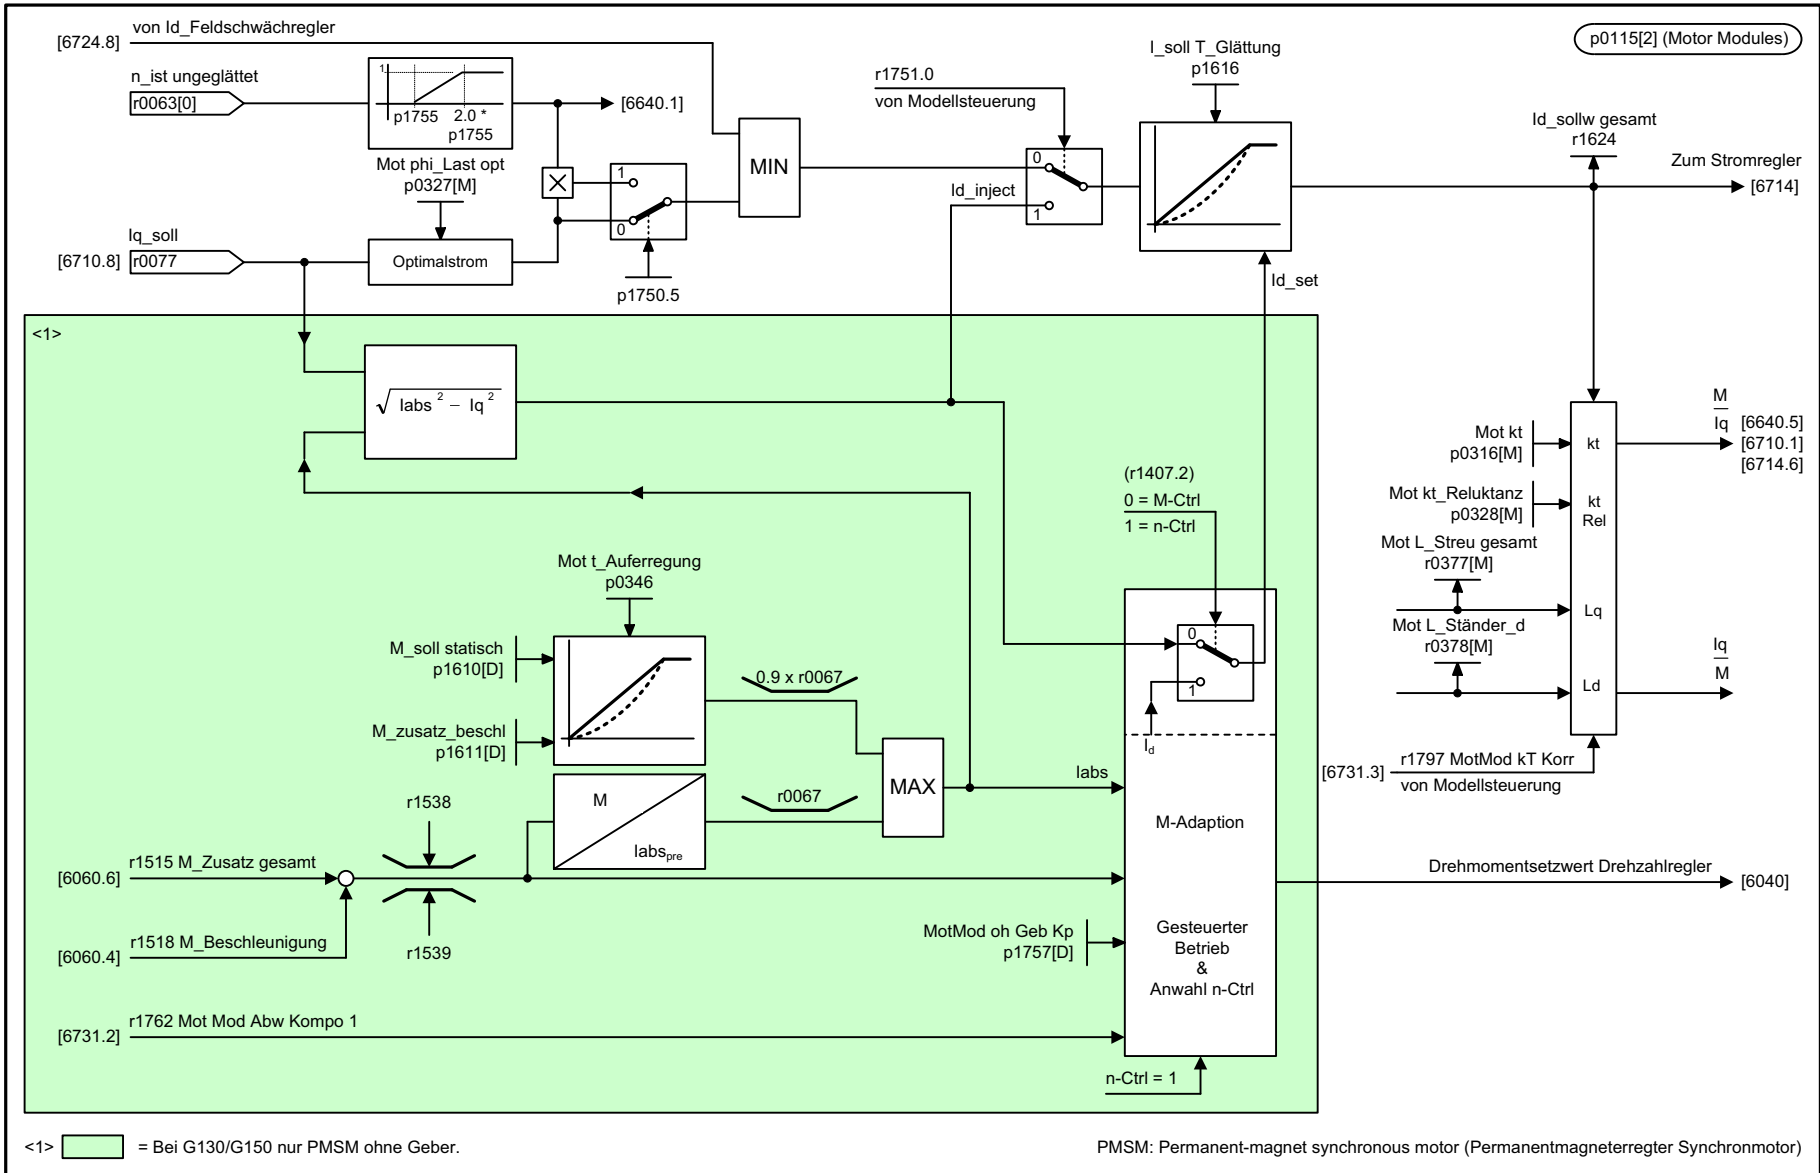 von Id_Feldschwächregler
[6724.8]
p0115[2] (Motor Modules)
n_ist ungeglättet
r0063[0]
1
p1755
2.0 *
p1755
[6640.1]
Mot phi_Last opt
p0327[M]
Iq_soll
[6710.8]
r0077
Optimalstrom
1
0
p1750.5
MIN
r1751.0
von Modellsteuerung
Id_inject
0
1
I_soll T_Glättung
p1616
Id_set
Id_sollw gesamt
r1624
Zum Stromregler
[6714]
<1>
√ Iabs ² – Iq ²
(r1407.2)
0 = M-Ctrl
1 = n-Ctrl
Mot t_Auferregung
p0346
M_soll statisch
p1610[D]
M_zusatz_beschl
p1611[D]
0.9 x r0067
r0067
M
Iabspre
MAX
Iabs
0
1
Id
r1538
r1539
[6060.6]
r1515 M_Zusatz gesamt
[6060.4]
r1518 M_Beschleunigung
[6731.2]
r1762 Mot Mod Abw Kompo 1
MotMod oh Geb Kp
p1757[D]
M-Adaption
Gesteuerter
Betrieb
&
Anwahl n-Ctrl
n-Ctrl = 1
Mot kt
p0316[M]
Mot kt_Reluktanz
p0328[M]
Mot L_Streu gesamt
r0377[M]
Mot L_Ständer_d
r0378[M]
kt
kt
Rel
Lq
Ld
M
Iq
[6640.5]
[6710.1]
[6714.6]
Iq
M
[6731.3]
r1797 MotMod kT Korr
von Modellsteuerung
Drehmomentsetzwert Drehzahlregler
[6040]
<1> = Bei G130/G150 nur PMSM ohne Geber.
PMSM: Permanent-magnet synchronous motor (Permanentmagneterregter Synchronmotor)